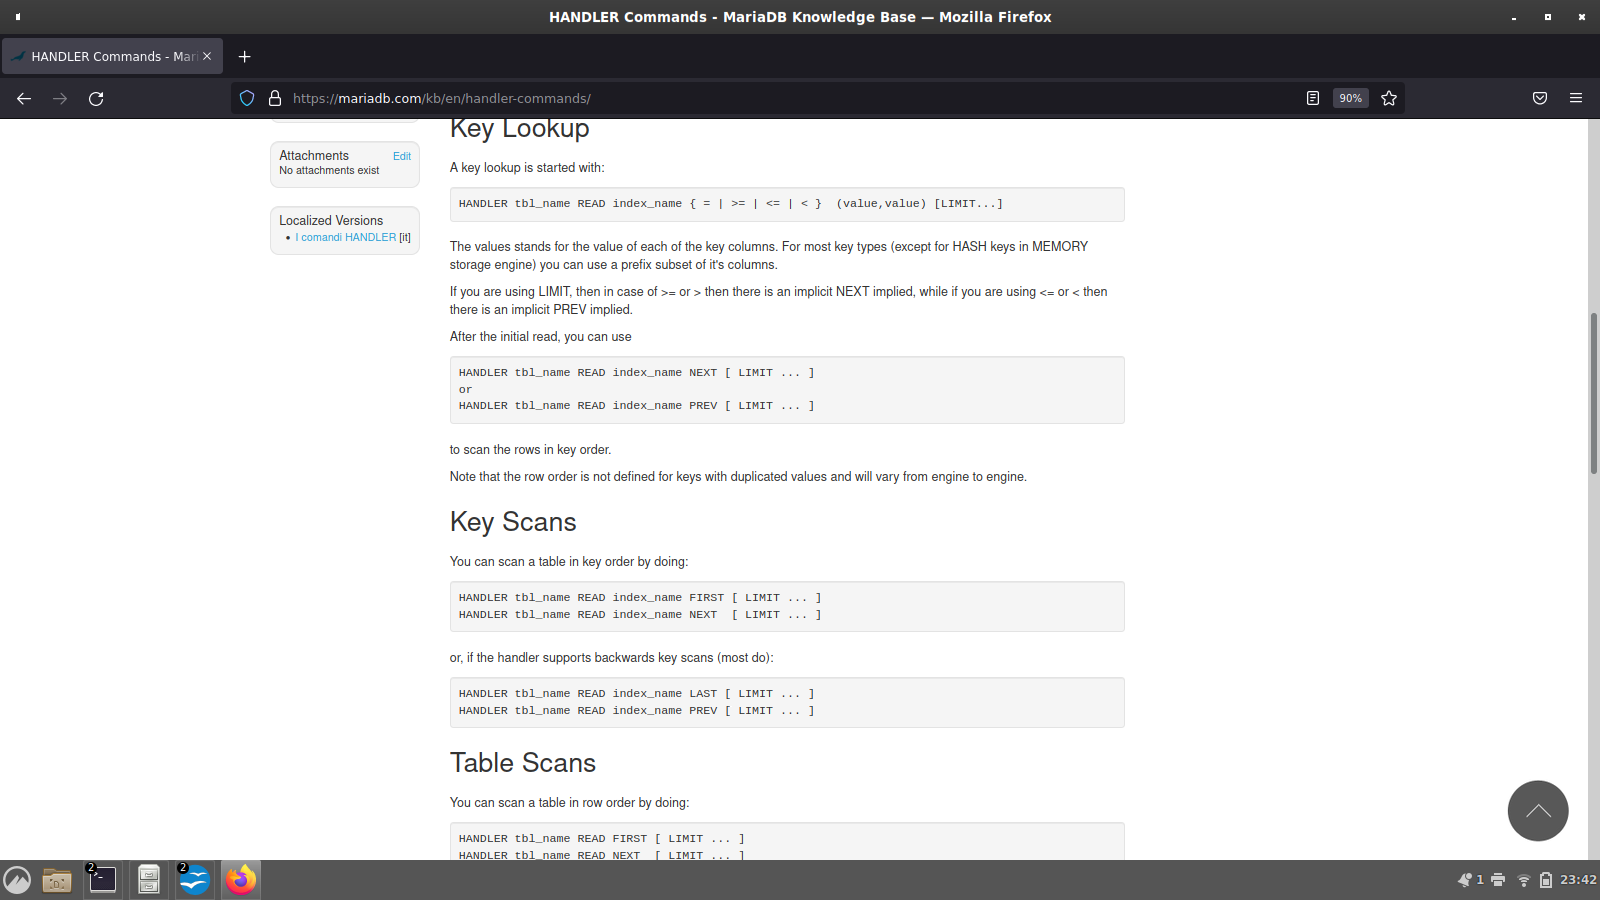 HANDLER Commands - MariaDB Knowledge Base — Mozilla Firefox
HANDLER Commands - Mari
https://mariadb.com/kb/en/handler-commands/
90%
Attachments
Edit
No attachments exist
Localized Versions
• I comandi HANDLER [it]
Key Lookup
A key lookup is started with:
HANDLER tbl_name READ index_name { = | >= | <= | < }  (value,value) [LIMIT...]
The values stands for the value of each of the key columns. For most key types (except for HASH keys in MEMORY
storage engine) you can use a prefix subset of it's columns.
If you are using LIMIT, then in case of >= or > then there is an implicit NEXT implied, while if you are using <= or < then
there is an implicit PREV implied.
After the initial read, you can use
HANDLER tbl_name READ index_name NEXT [ LIMIT ... ]
or
HANDLER tbl_name READ index_name PREV [ LIMIT ... ]
to scan the rows in key order.
Note that the row order is not defined for keys with duplicated values and will vary from engine to engine.
Key Scans
You can scan a table in key order by doing:
HANDLER tbl_name READ index_name FIRST [ LIMIT ... ]
HANDLER tbl_name READ index_name NEXT  [ LIMIT ... ]
or, if the handler supports backwards key scans (most do):
HANDLER tbl_name READ index_name LAST [ LIMIT ... ]
HANDLER tbl_name READ index_name PREV [ LIMIT ... ]
Table Scans
You can scan a table in row order by doing:
HANDLER tbl_name READ FIRST [ LIMIT ... ]
HANDLER tbl_name READ NEXT  [ LIMIT ... ]
2
2
1
23:42